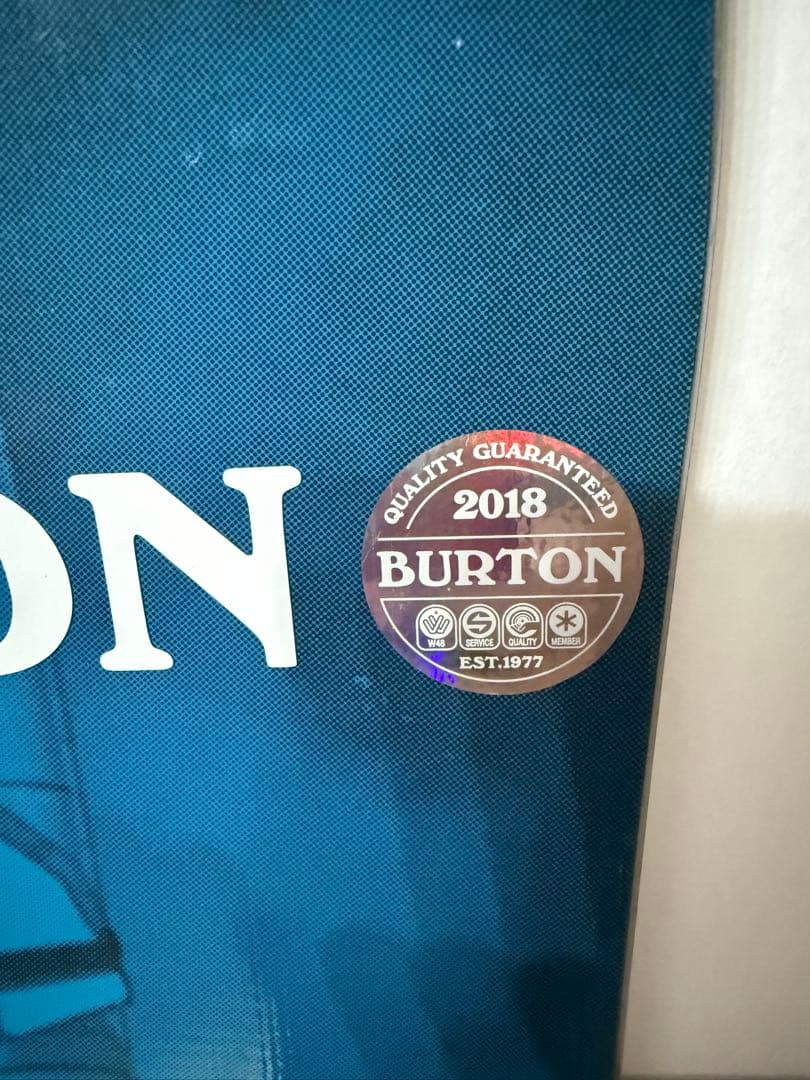 ON
QUALITY GUARANTEED
2018
BURTON
W48
SERVICE
QUALITY
MEMBER
EST.1977